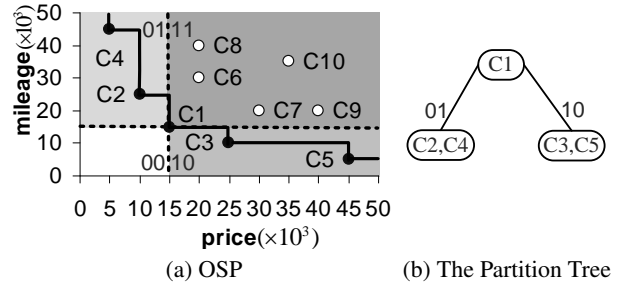 50
40
30
20
10
0
mileage(×10³)
01 11
C4
C8
C10
C6
C2
C1
C7
C9
C3
00 10
C5
0 5 10 15 20 25 30 35 40 45 50
price(×10³)
(a) OSP
C1
01 10
C2,C4 C3,C5
(b) The Partition Tree